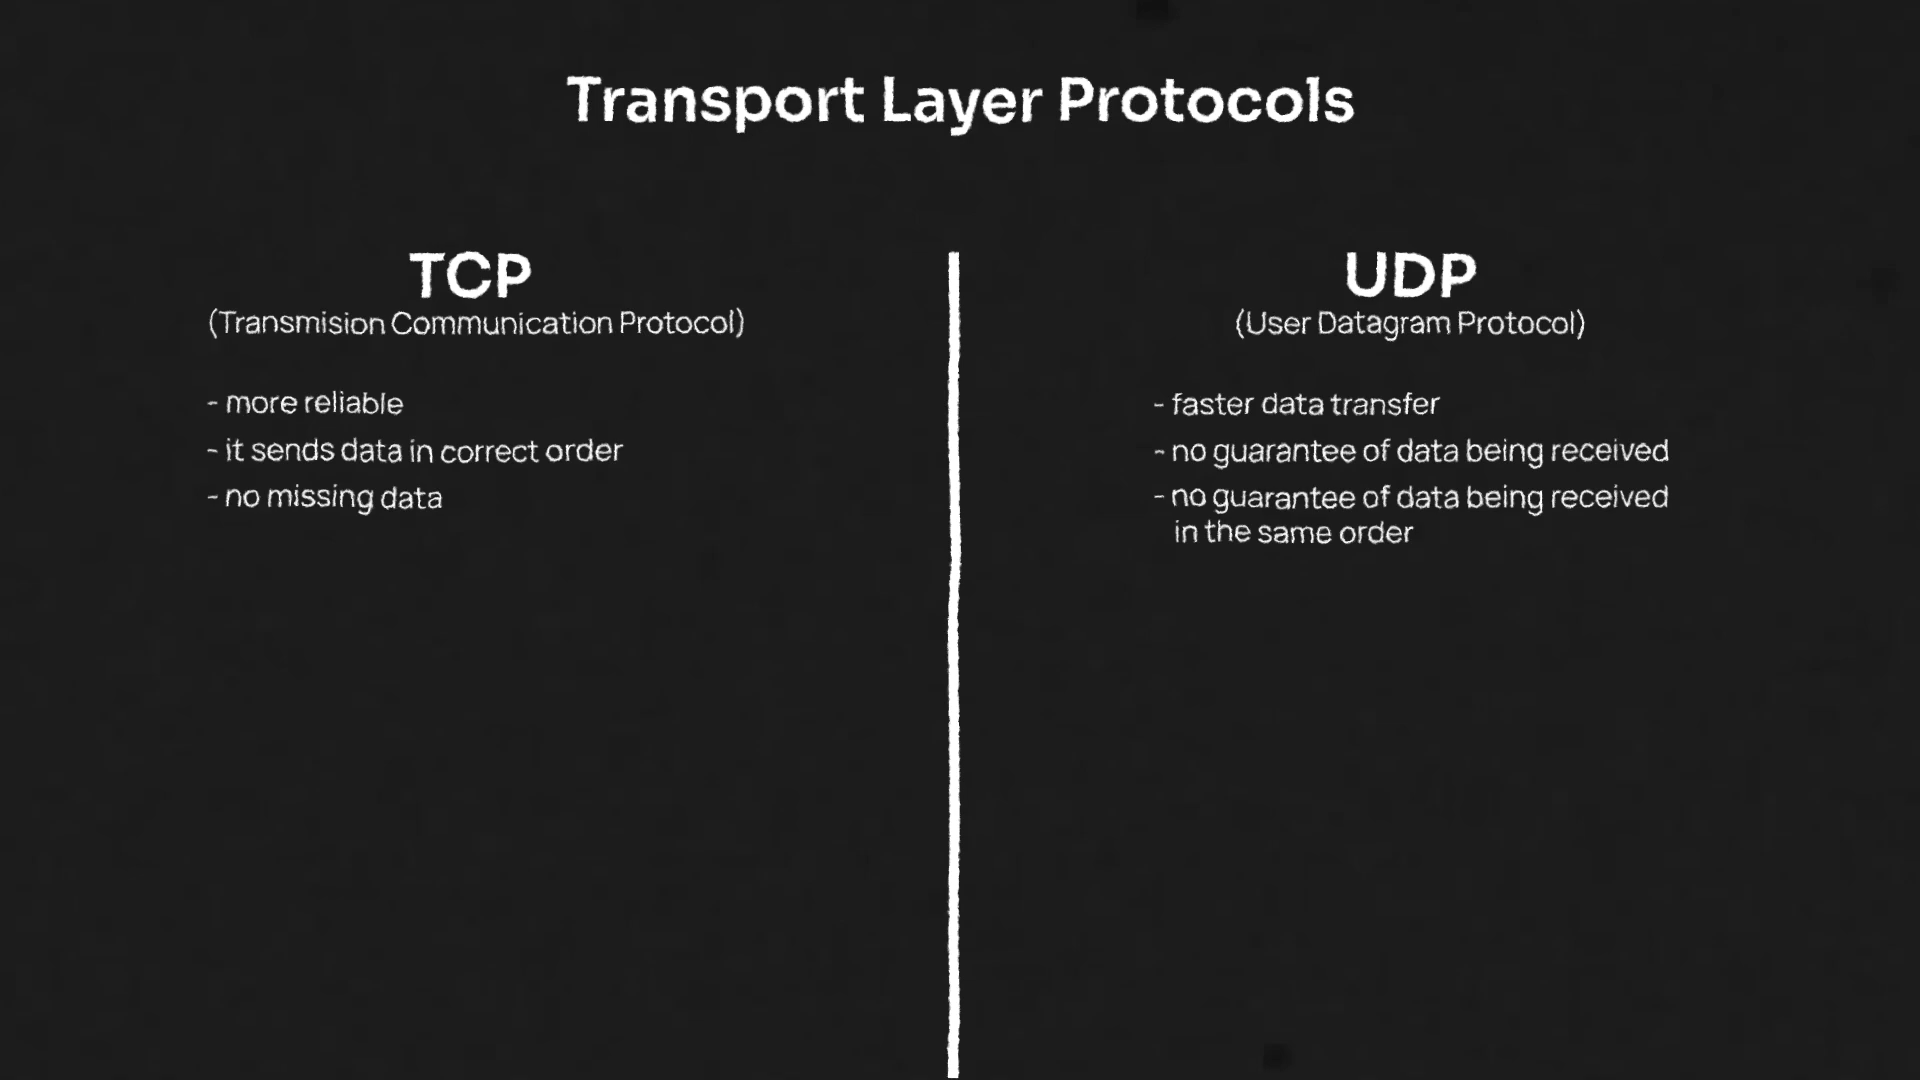 Transport Layer Protocols
TCP
(Transmision Communication Protocol)
- more reliable
- it sends data in correct order
- no missing data
UDP
(User Datagram Protocol)
- faster data transfer
- no guarantee of data being received
- no guarantee of data being received
in the same order